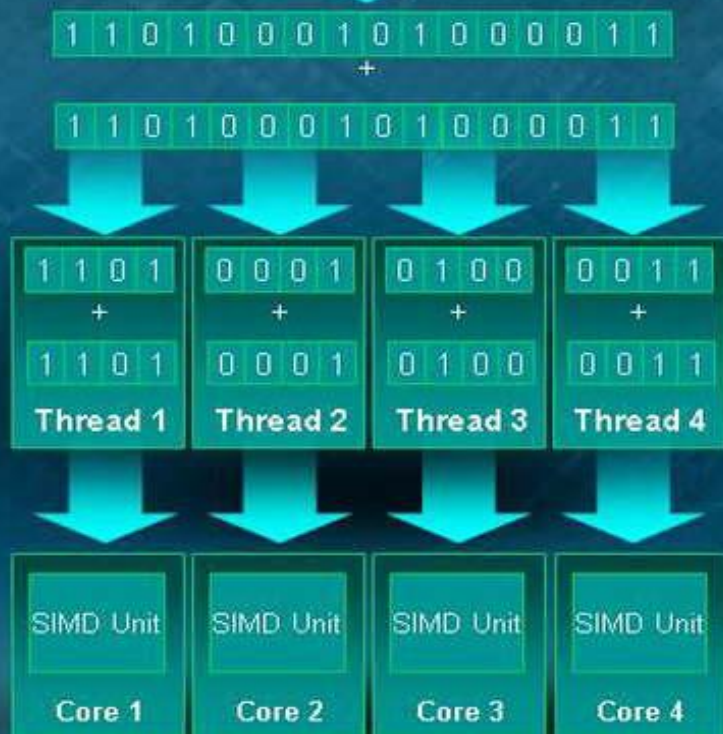 1 1 0 1 0 0 0 1 0 1 0 0 0 0 1 1
+
1 1 0 1 0 0 0 1 0 1 0 0 0 0 1 1
1 1 0 1 0 0 0 1 0 1 0 0 0 0 1 1
+ + + +
1 1 0 1 0 0 0 1 0 1 0 0 0 0 1 1
Thread 1 Thread 2 Thread 3 Thread 4
SIMD Unit SIMD Unit SIMD Unit SIMD Unit
Core 1 Core 2 Core 3 Core 4